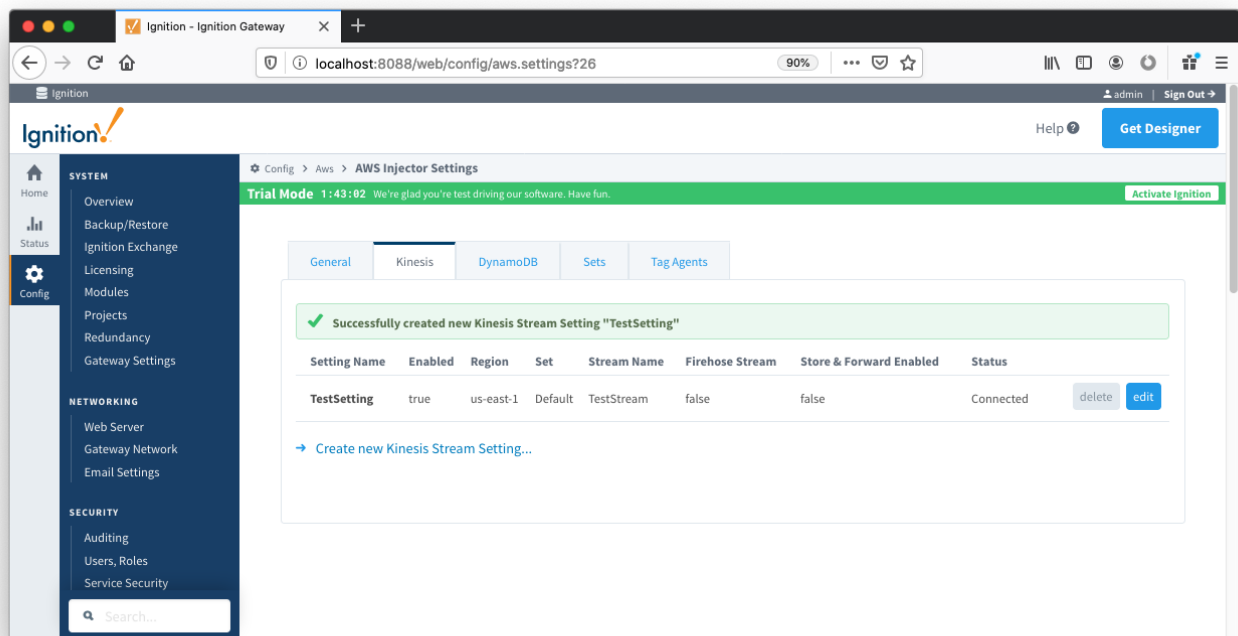 Ignition - Ignition Gateway
localhost:8088/web/config/aws.settings?26
90%
Ignition
admin | Sign Out
Ignition!
Help
Get Designer
Home
Status
Config
SYSTEM
Overview
Backup/Restore
Ignition Exchange
Licensing
Modules
Projects
Redundancy
Gateway Settings
NETWORKING
Web Server
Gateway Network
Email Settings
SECURITY
Auditing
Users, Roles
Service Security
Search...
Config > Aws > AWS Injector Settings
Trial Mode 1:43:02 We're glad you're test driving our software. Have fun.
Activate Ignition
General Kinesis DynamoDB Sets Tag Agents
Successfully created new Kinesis Stream Setting "TestSetting"
Setting Name Enabled Region Set Stream Name Firehose Stream Store & Forward Enabled Status
TestSetting true us-east-1 Default TestStream false false Connected delete edit
→ Create new Kinesis Stream Setting...